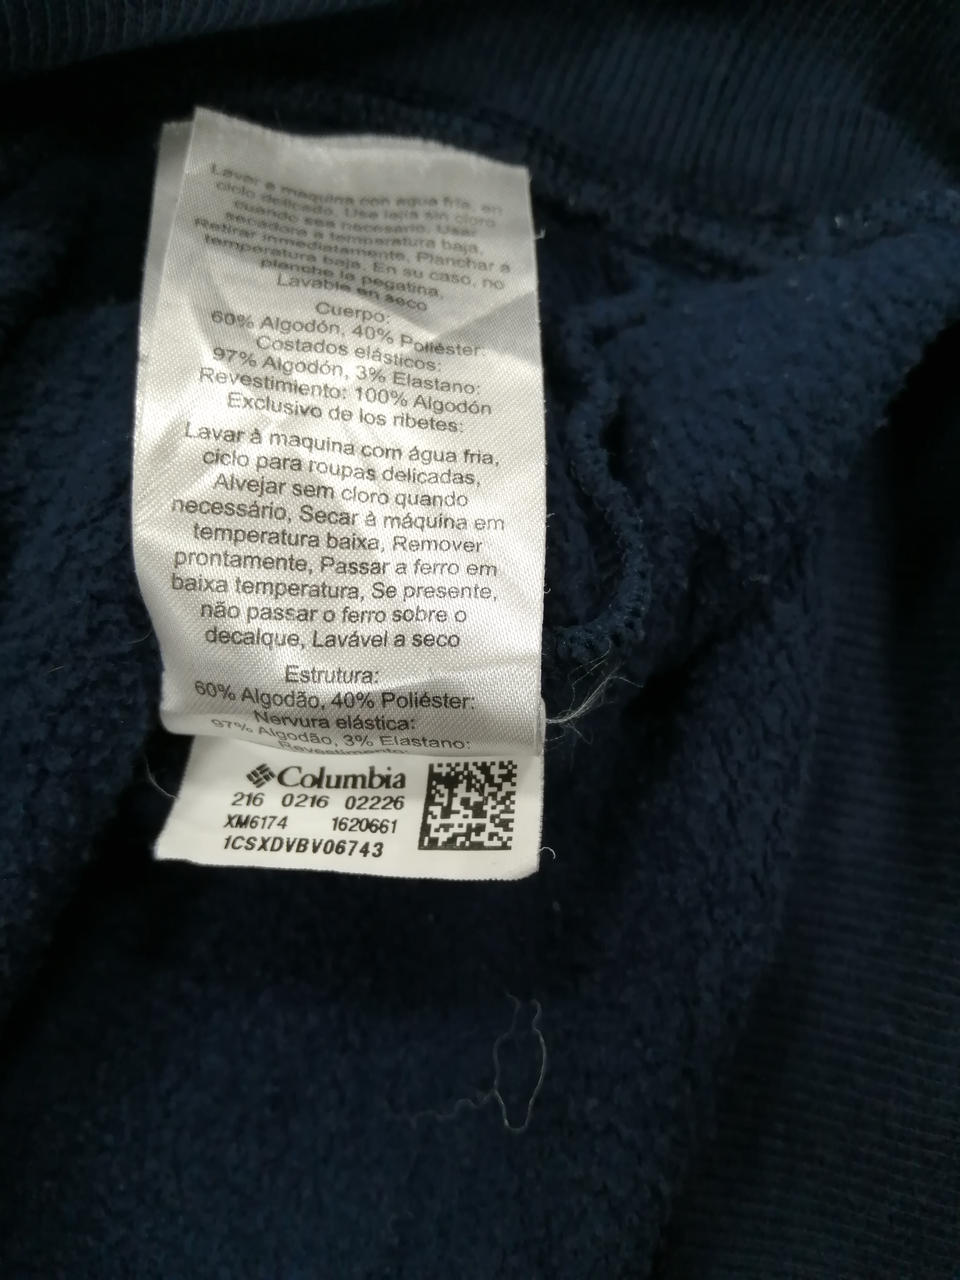 Lavar a maquina con agua fria, en
ciclo delicado. Use lejía sin cloro
cuando sea necesario. Usar
secadora a temperatura baja,
Retirar inmediatamente, Planchar a
temperatura baja. En su caso, no
planche la pegatina,
Lavable en seco
Cuerpo:
60% Algodón, 40% Poliéster:
Costados elásticos:
97% Algodón, 3% Elastano:
Revestimiento: 100% Algodón
Exclusivo de los ribetes:
Lavar à maquina com água fria,
ciclo para roupas delicadas,
Alvejar sem cloro quando
necessário, Secar à máquina em
temperatura baixa, Remover
prontamente, Passar a ferro em
baixa temperatura, Se presente,
não passar o ferro sobre o
decalque, Lavável a seco
Estrutura:
60% Algodão, 40% Poliéster:
Nervura elástica:
97% Algodão, 3% Elastano:
Columbia
216 0216 02226
XM6174 1620661
1CSXDVBV06743